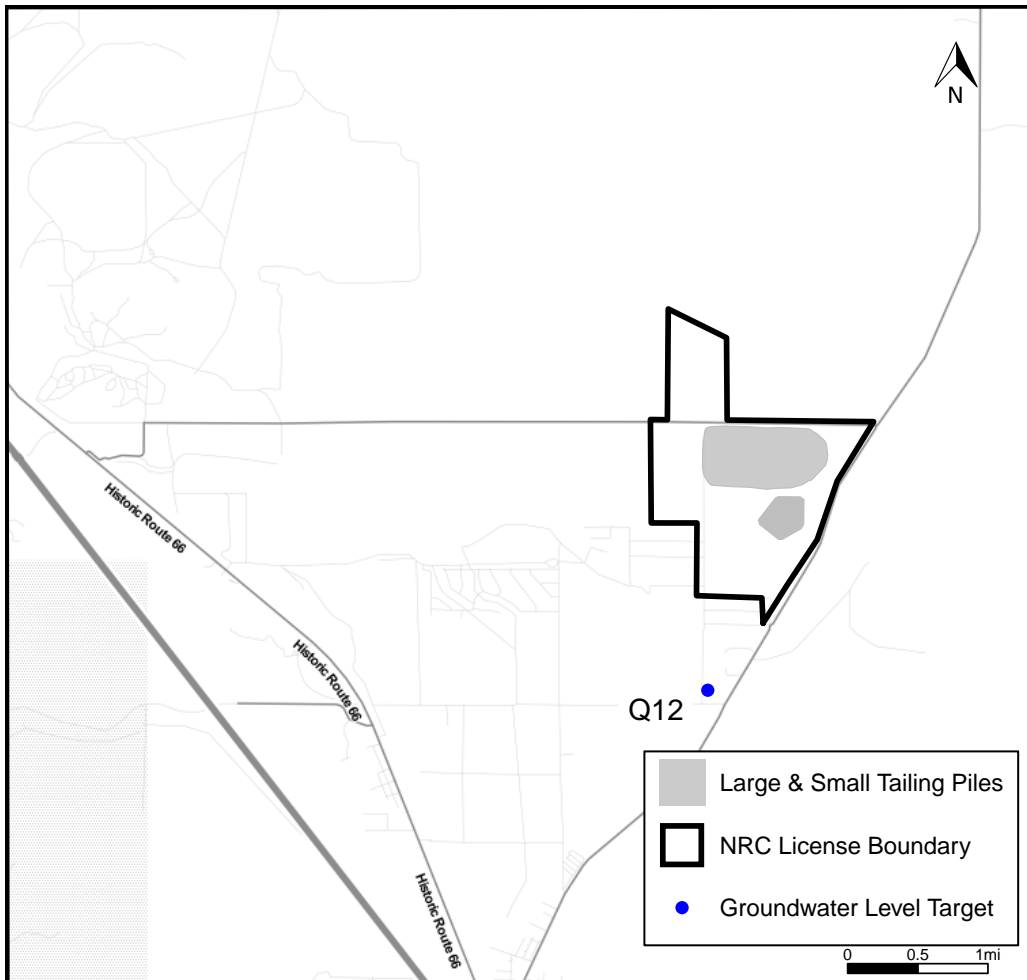 N
Historic Route 66
Historic Route 66
Q12
Historic Route 66
Large & Small Tailing Piles
NRC License Boundary
Groundwater Level Target
0 0.5 1mi